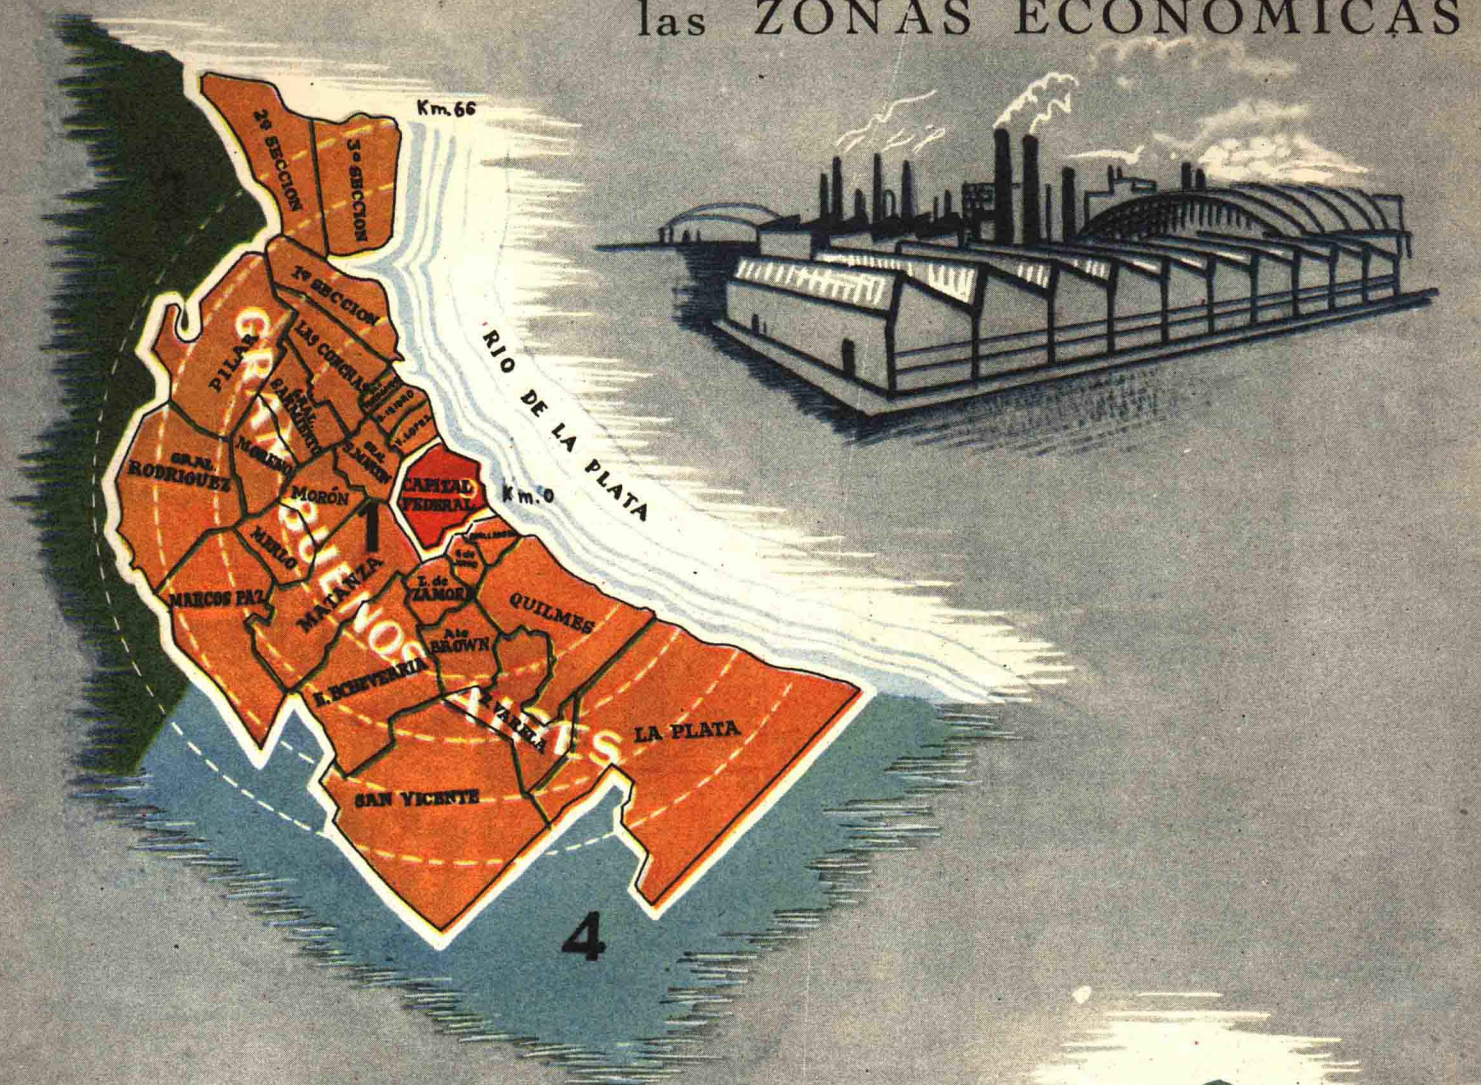 las ZONAS ECONOMICAS
Km. 66
2ª SECCION
3ª SECCION
1ª SECCION
RIO DE LA PLATA
LAS CONCHAS
PILAR
GRAL.
SARMIENTO
V. LOPEZ
GRAL.
S. MARTIN
MORENO
GRAL.
RODRIGUEZ
MORÓN
CAPITAL
FEDERAL
Km. 0
1
MERLO
MATANZA
MARCOS PAZ
L. de
ZAMORA
QUILMES
Ate
BROWN
E. ECHEVERRIA
F. VARELA
LA PLATA
SAN VICENTE
GRAN BUENOS AIRES
4